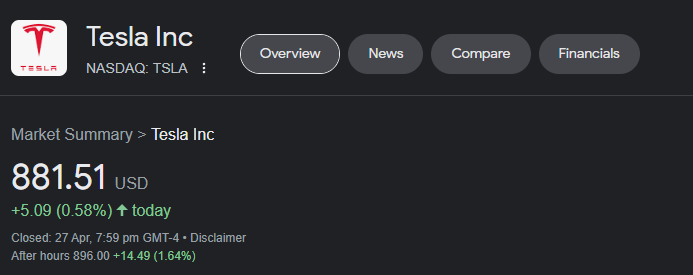 TESLA
Tesla Inc
NASDAQ: TSLA
Overview
News
Compare
Financials
Market Summary > Tesla Inc
881.51 USD
+5.09 (0.58%) ↑ today
Closed: 27 Apr, 7:59 pm GMT-4 • Disclaimer
After hours 896.00 +14.49 (1.64%)